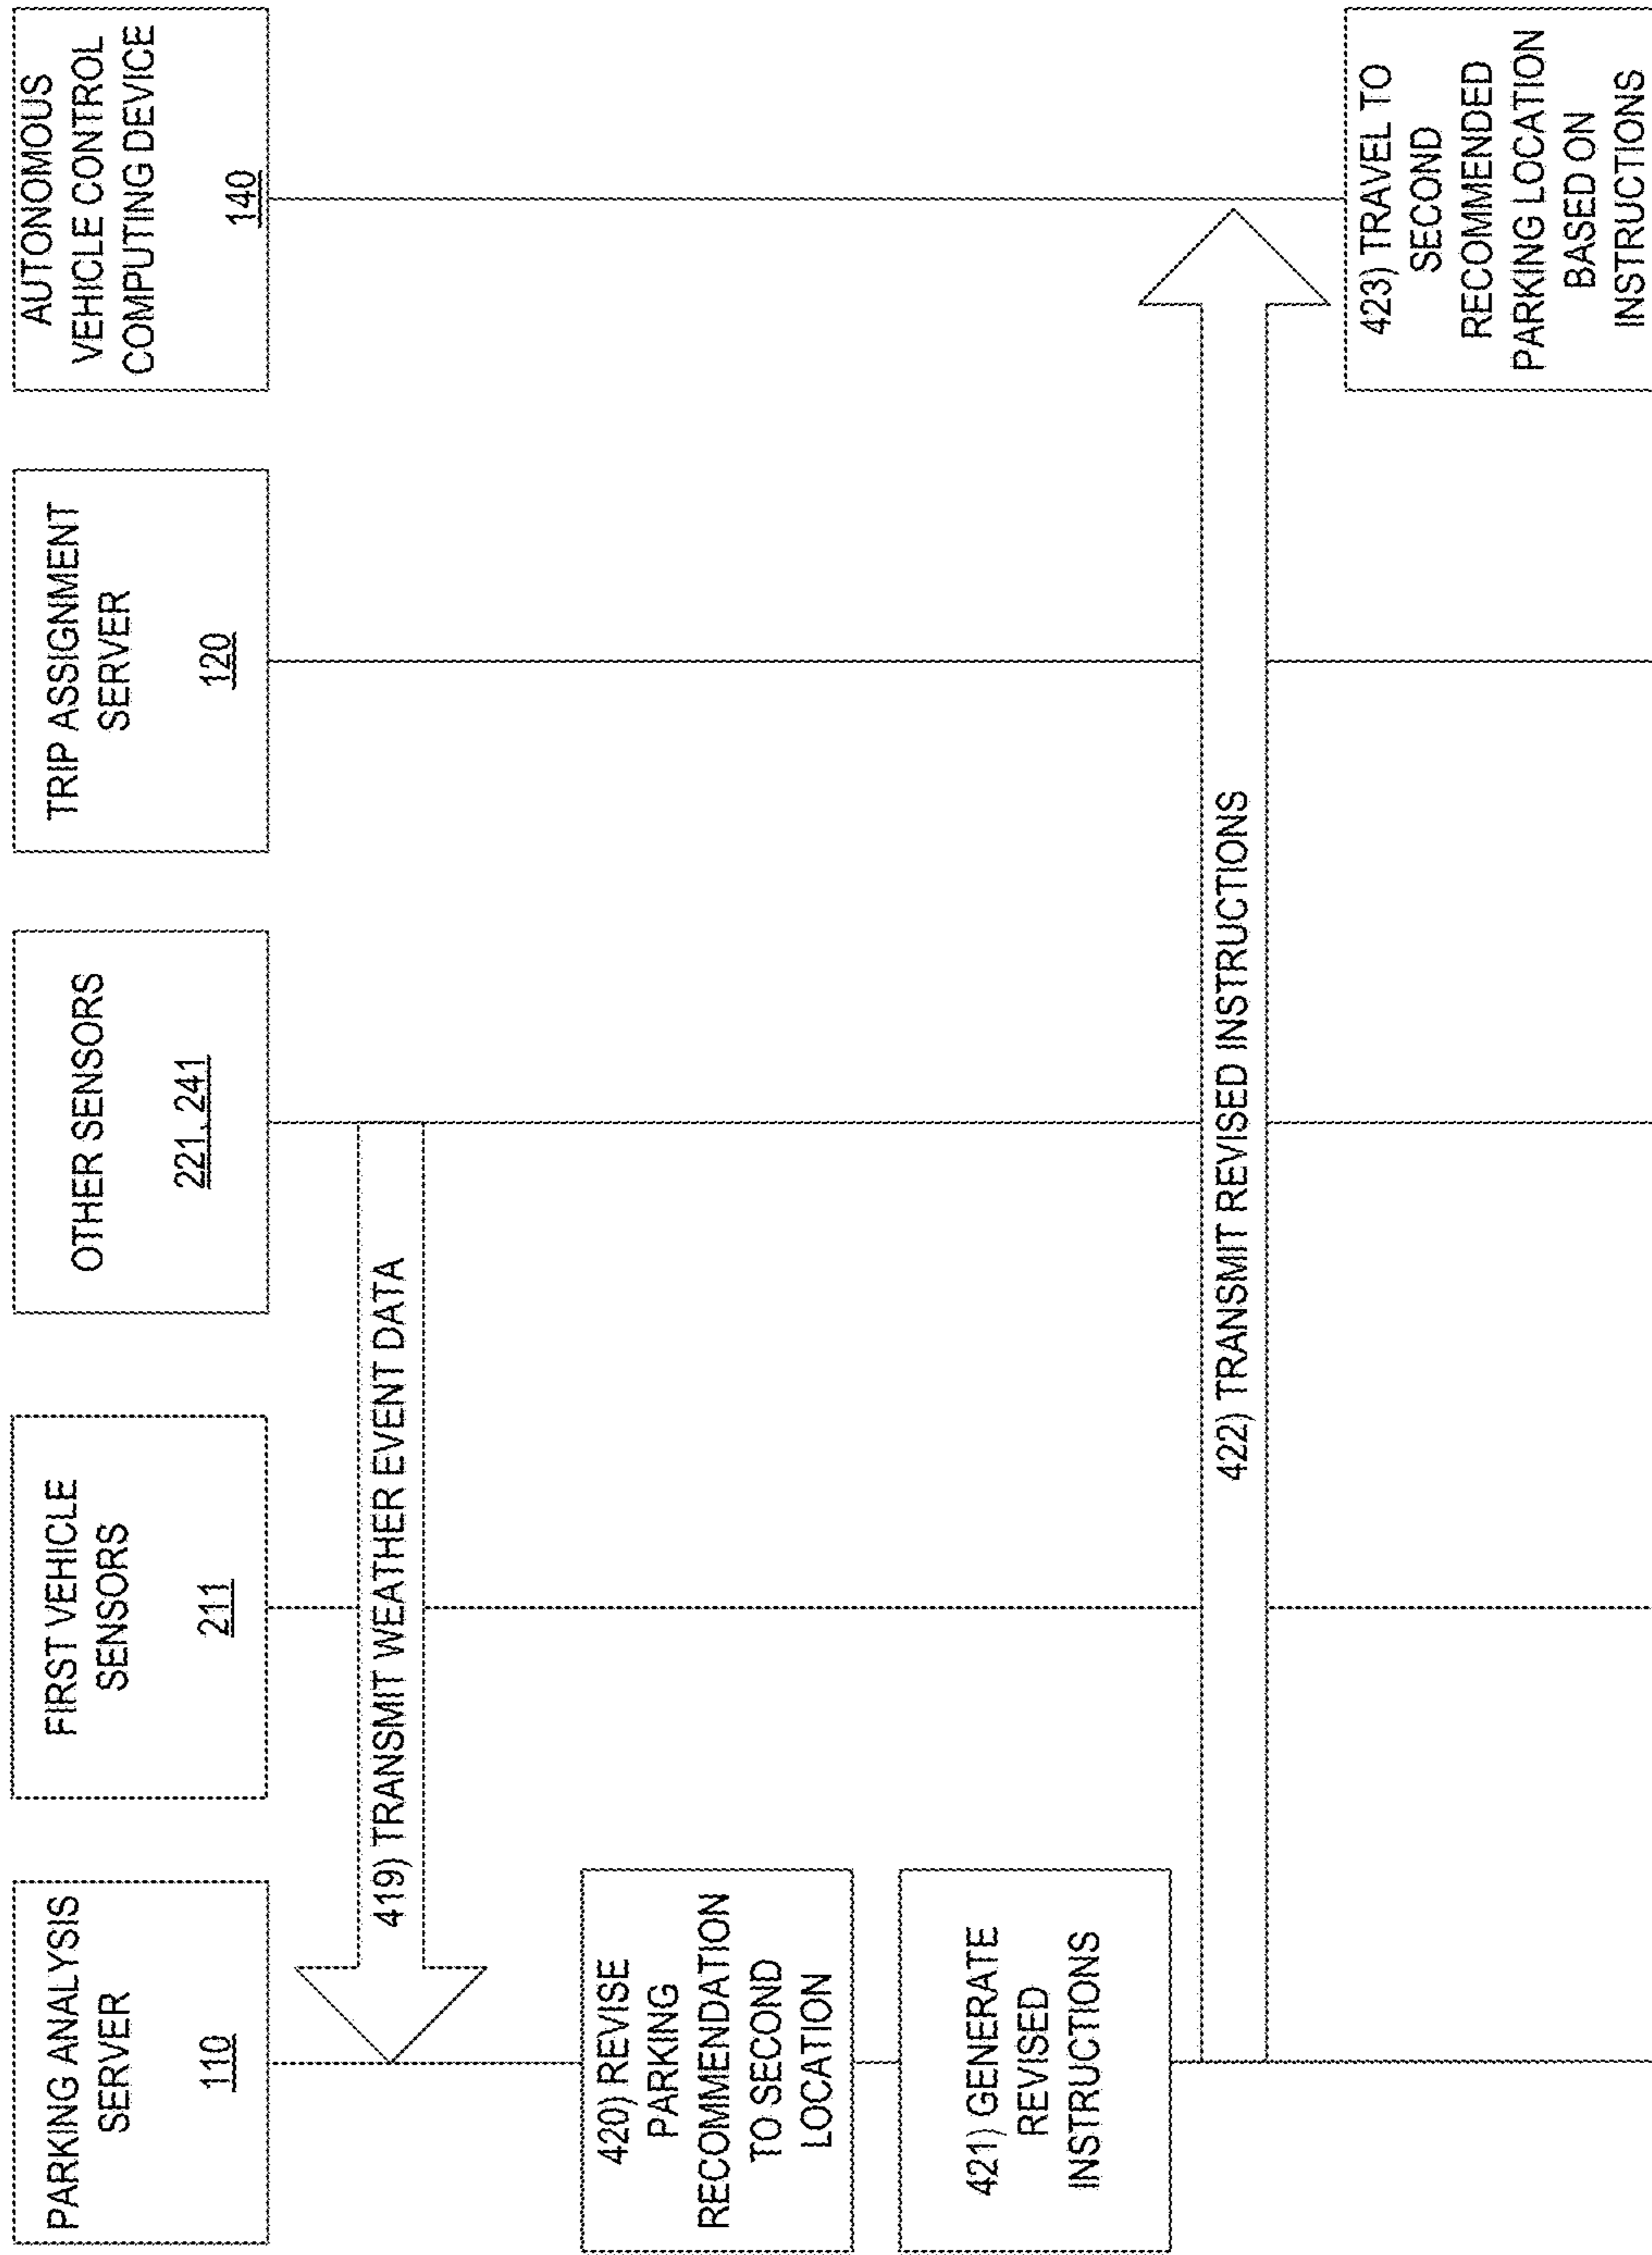 PARKING ANALYSIS
SERVER
110
FIRST VEHICLE
SENSORS
211
OTHER SENSORS
221, 241
TRIP ASSIGNMENT
SERVER
120
AUTONOMOUS
VEHICLE CONTROL
COMPUTING DEVICE
140
419) TRANSMIT WEATHER EVENT DATA
420) REVISE
PARKING
RECOMMENDATION
TO SECOND
LOCATION
421) GENERATE
REVISED
INSTRUCTIONS
422) TRANSMIT REVISED INSTRUCTIONS
423) TRAVEL TO
SECOND
RECOMMENDED
PARKING LOCATION
BASED ON
INSTRUCTIONS